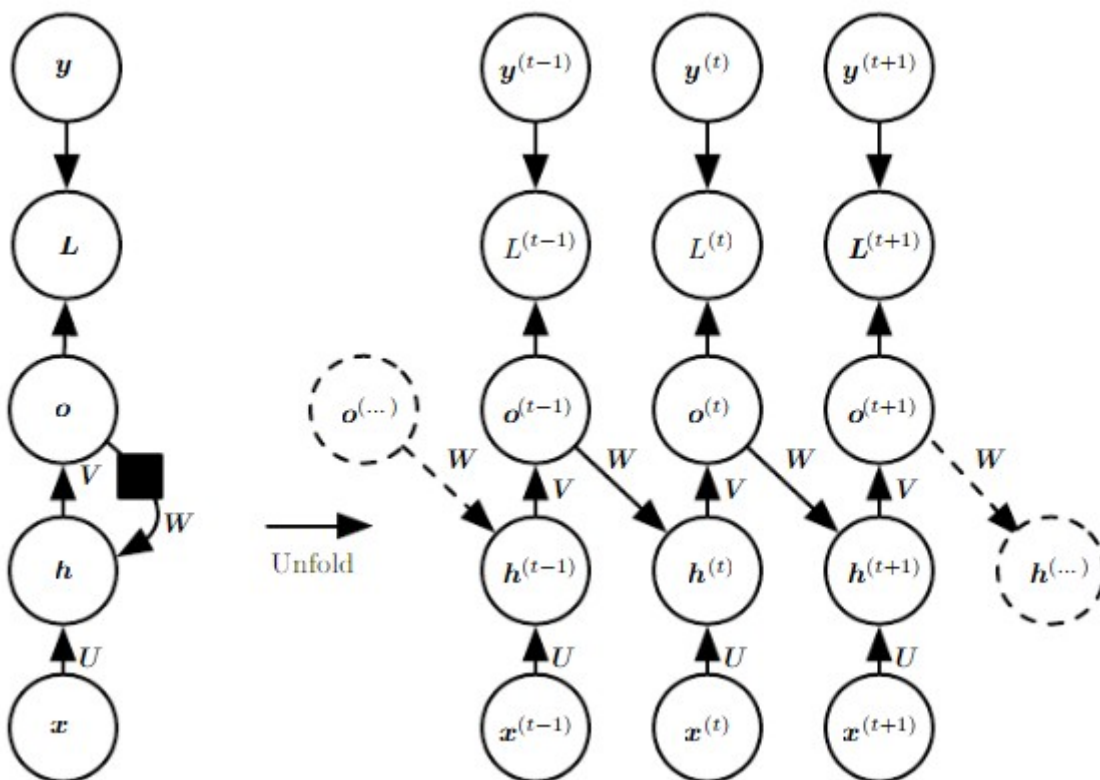 y y^(t−1) y^(t) y^(t+1)
L L^(t−1) L^(t) L^(t+1)
o o^(...) o^(t−1) o^(t) o^(t+1)
W W W W
V V V V
W
h h^(t−1) h^(t) h^(t+1) h^(...)
Unfold
U U U U
x x^(t−1) x^(t) x^(t+1)